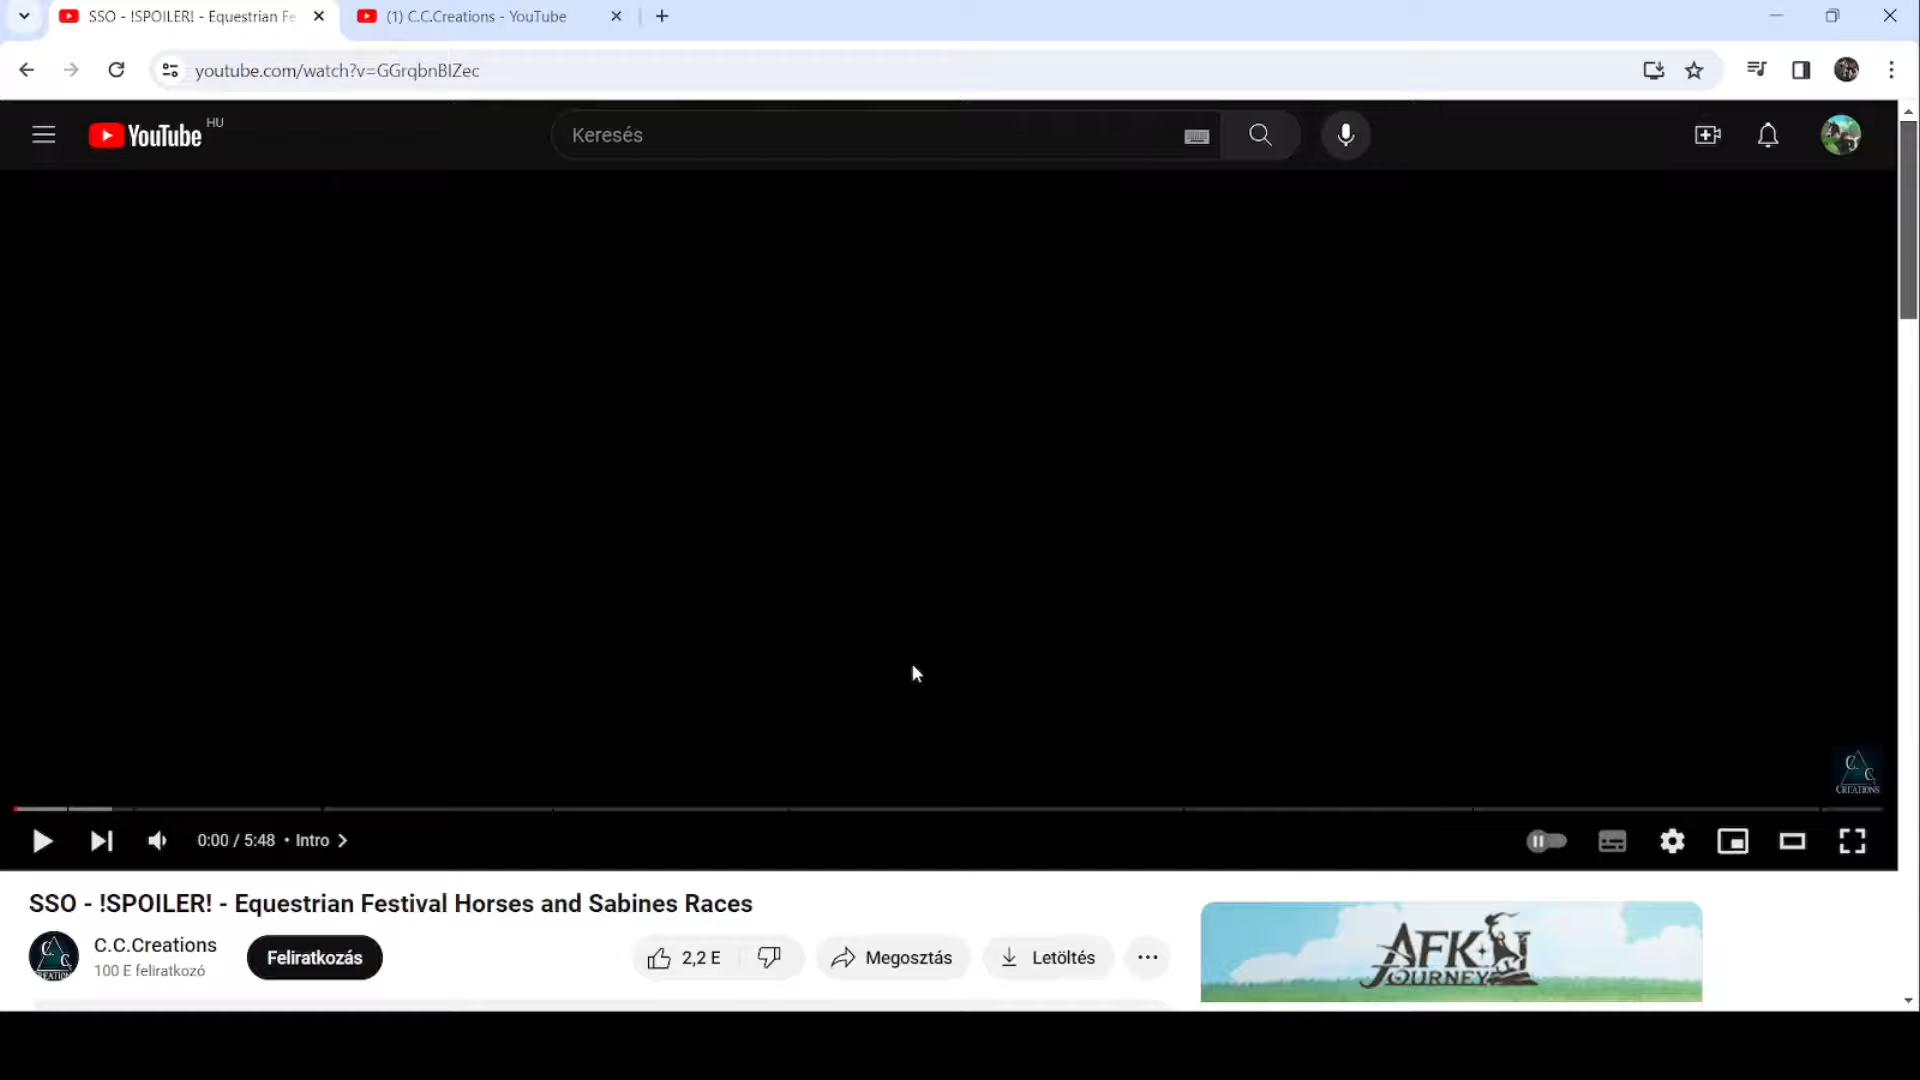 SSO - !SPOILER! - Equestrian Fe
(1) C.C.Creations - YouTube
youtube.com/watch?v=GGrqbnBIZec
YouTube HU
Keresés
C. C. CREATIONS
0:00 / 5:48 • Intro
SSO - !SPOILER! - Equestrian Festival Horses and Sabines Races
C.C.Creations
100 E feliratkozó
Feliratkozás
2,2 E
Megosztás
Letöltés
AFK JOURNEY